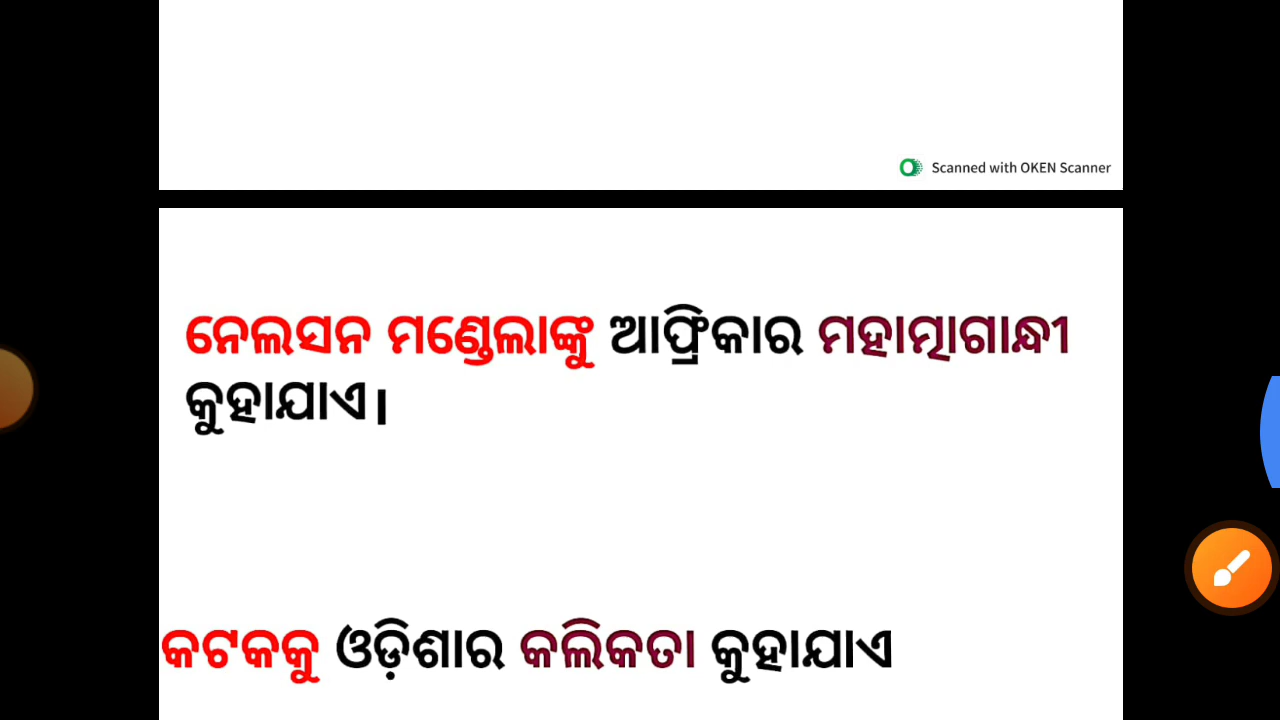 Scanned with OKEN Scanner
ନେଲସନ ମଣ୍ଡେଲାଙ୍କୁ ଆଫ୍ରିକାର ମହାତ୍ମାଗାନ୍ଧୀ
କୁହାଯାଏ।
କଟକକୁ ଓଡ଼ିଶାର କଲିକତା କୁହାଯାଏ